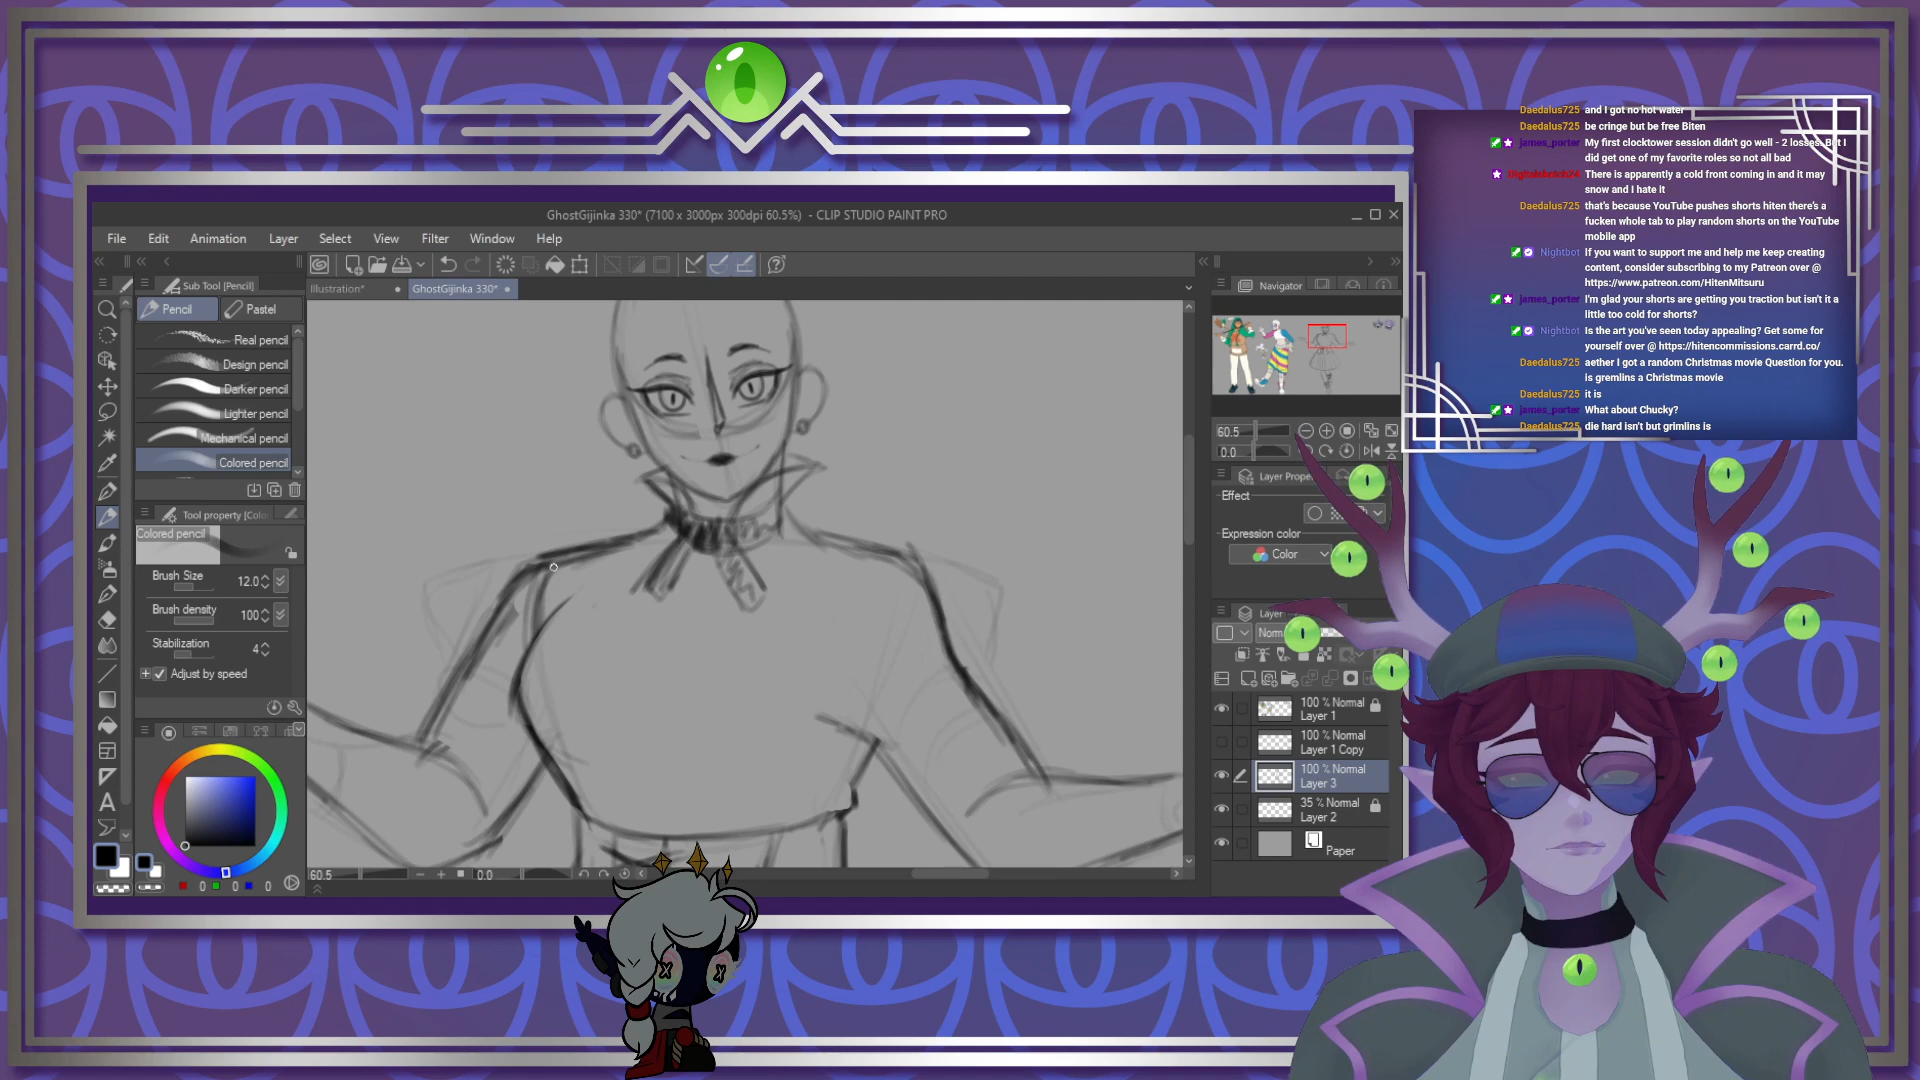 GhostGijinka 330* (7100 x 3000px 300dpi 60.5%)  - CLIP STUDIO PAINT PRO
File Edit Animation Layer Select View Filter Window Help
Sub Tool [Pencil]
Illustration* GhostGijinka 330*
Pencil Pastel
Real pencil
Design pencil
Darker pencil
Lighter pencil
Mechanical pencil
Colored pencil
Tool property [Colo
Colored pencil
Brush Size 12.0
Brush density 100
Stabilization 4
Adjust by speed
0 0 0
60.5 0.0
Navigator
60.5
0.0
Layer Prope
Effect
Expression color
Color
Layer
Norm
100 % Normal
Layer 1
100 % Normal
Layer 1 Copy
100 % Normal
Layer 3
35 % Normal
Layer 2
Paper
Daedalus725 and I got no hot water
Daedalus725 be cringe but be free Biten
james_porter My first clocktower session didn't go well - 2 losses. But I
did get one of my favorite roles so not all bad
There is apparently a cold front coming in and it may
snow and I hate it
Daedalus725 that's because YouTube pushes shorts hiten there's a
fucken whole tab to play random shorts on the YouTube
mobile app
Nightbot If you want to support me and help me keep creating
content, consider subscribing to my Patreon over @
https://www.patreon.com/HitenMitsuru
james_porter I'm glad your shorts are getting you traction but isn't it a
little too cold for shorts?
Nightbot Is the art you've seen today appealing? Get some for
yourself over @ https://hitencommissions.carrd.co/
Daedalus725 aether I got a random Christmas movie Question for you.
is gremlins a Christmas movie
Daedalus725 it is
james_porter What about Chucky?
Daedalus725 die hard isn't but grimlins is